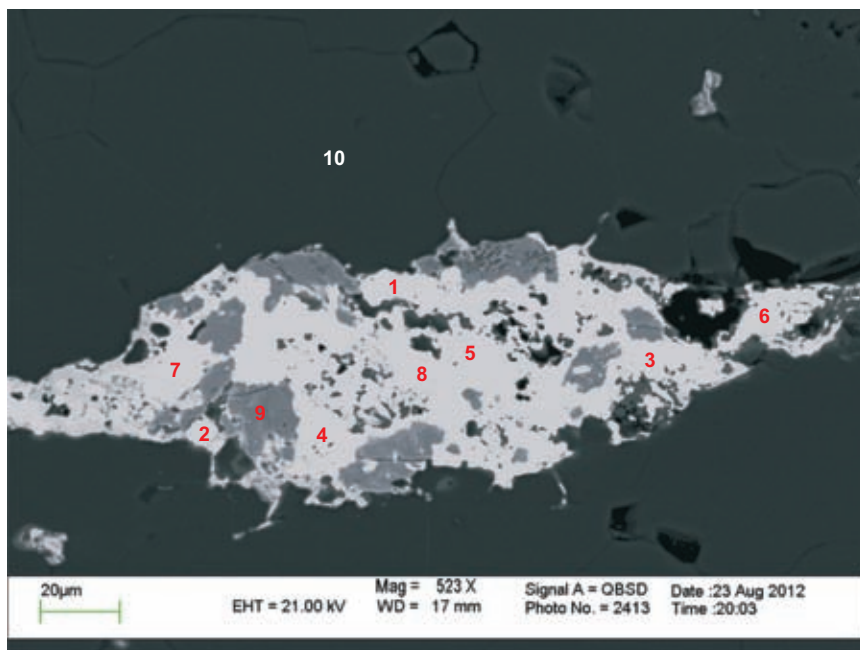 10
1
6
5
3
7
8
9
2
4
20µm
EHT = 21.00 kV
Mag = 523 X
WD = 17 mm
Signal A = QBSD
Photo No. = 2413
Date :23 Aug 2012
Time :20:03